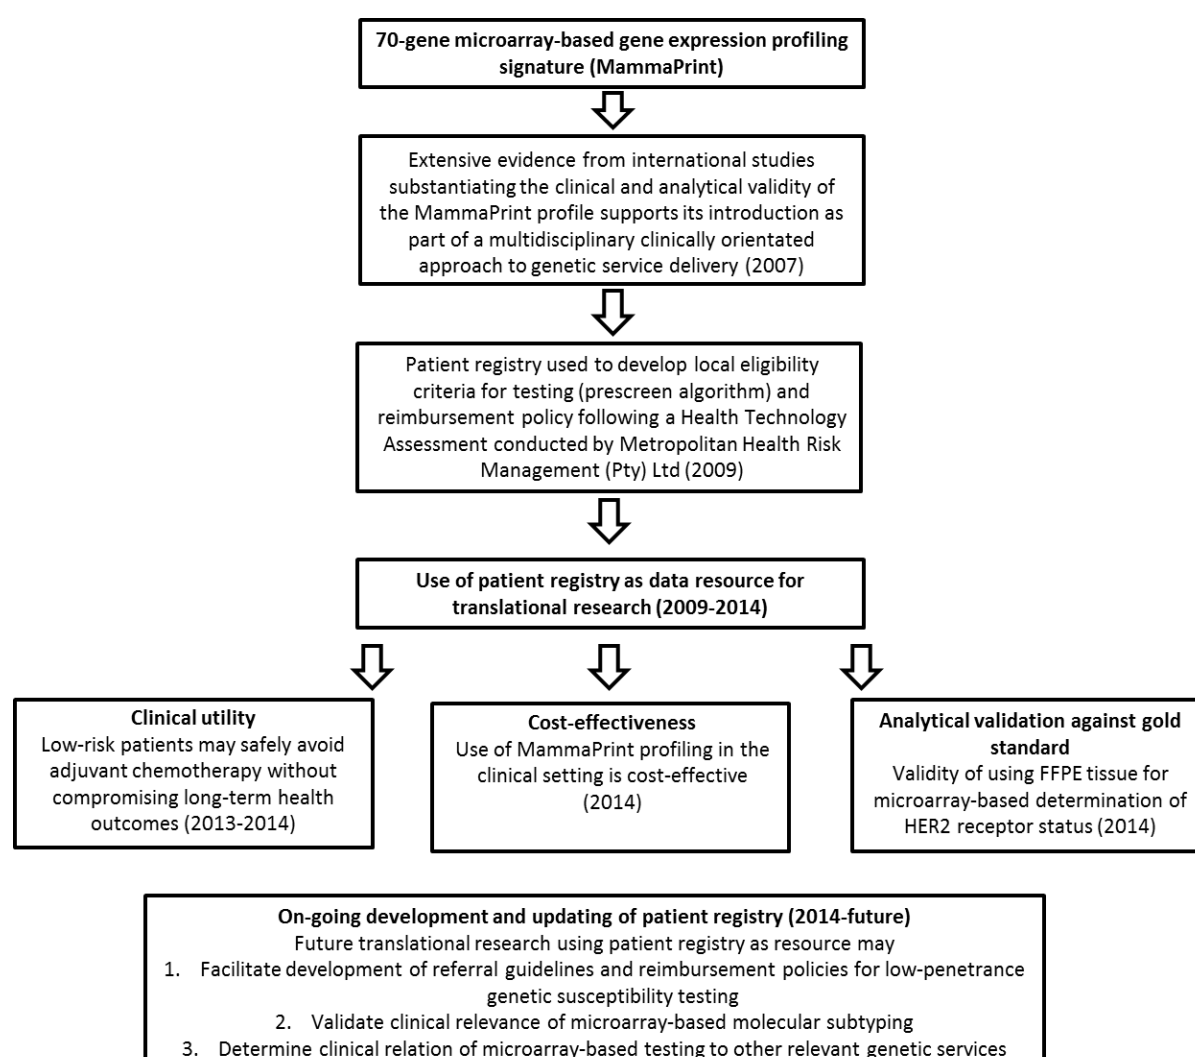 70-gene microarray-based gene expression profiling
signature (MammaPrint)
Extensive evidence from international studies
substantiating the clinical and analytical validity of
the MammaPrint profile supports its introduction as
part of a multidisciplinary clinically orientated
approach to genetic service delivery (2007)
Patient registry used to develop local eligibility
criteria for testing (prescreen algorithm) and
reimbursement policy following a Health Technology
Assessment conducted by Metropolitan Health Risk
Management (Pty) Ltd (2009)
Use of patient registry as data resource for
translational research (2009-2014)
Clinical utility
Low-risk patients may safely avoid
adjuvant chemotherapy without
compromising long-term health
outcomes (2013-2014)
Cost-effectiveness
Use of MammaPrint profiling in the
clinical setting is cost-effective
(2014)
Analytical validation against gold
standard
Validity of using FFPE tissue for
microarray-based determination of
HER2 receptor status (2014)
On-going development and updating of patient registry (2014-future)
Future translational research using patient registry as resource may
1. Facilitate development of referral guidelines and reimbursement policies for low-penetrance
genetic susceptibility testing
2. Validate clinical relevance of microarray-based molecular subtyping
3. Determine clinical relation of microarray-based testing to other relevant genetic services